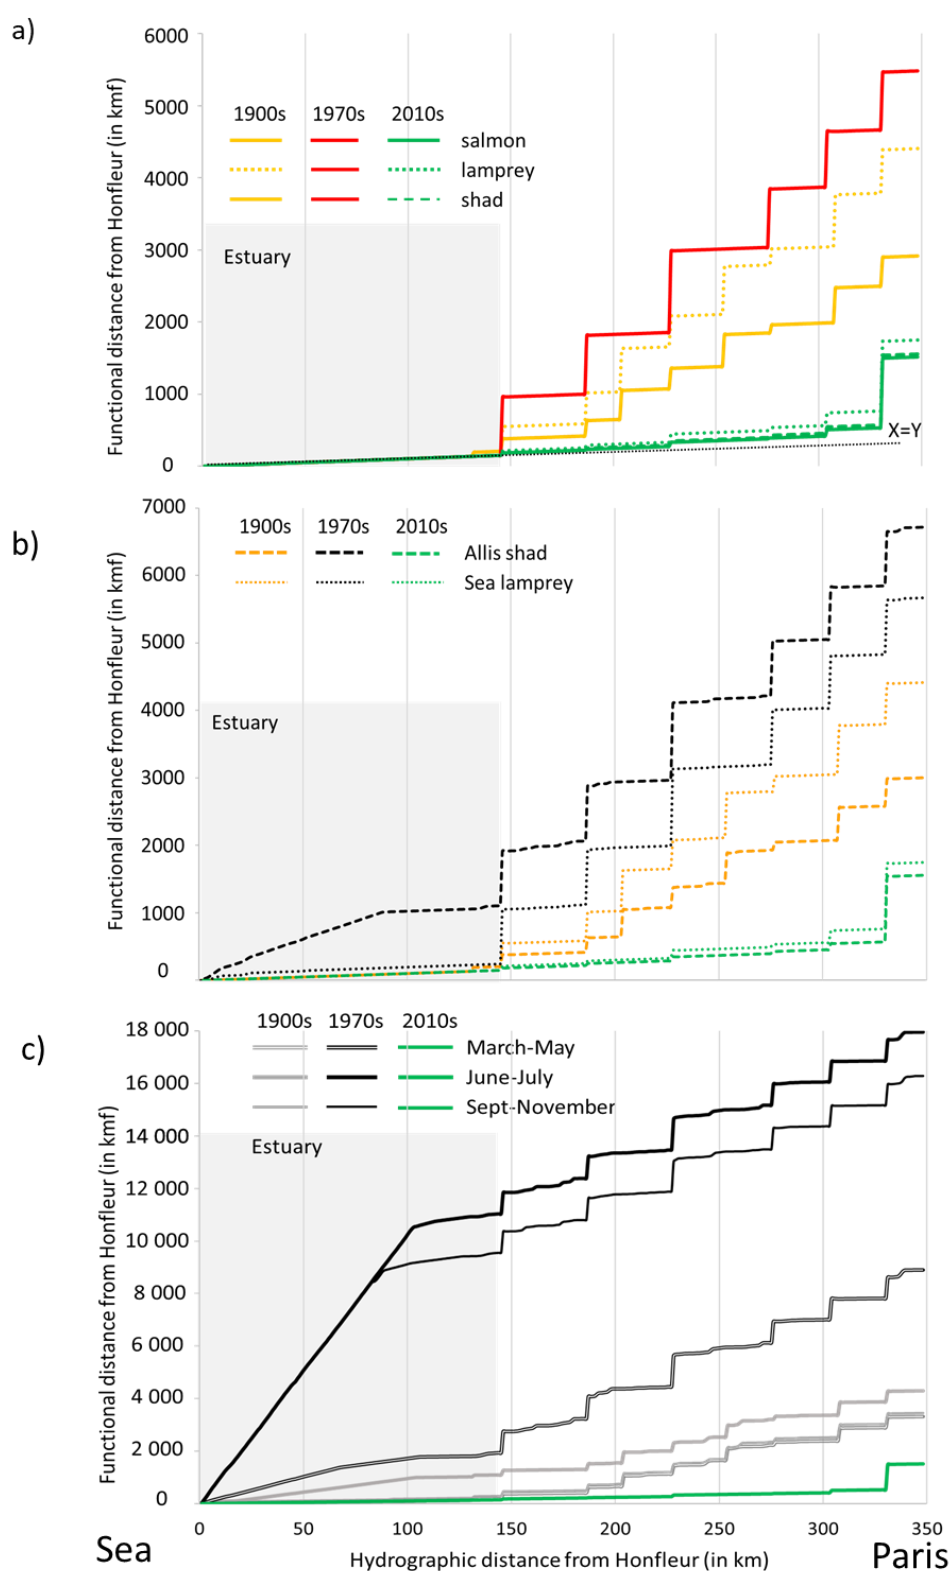 a)
Functional distance from Honfleur (in kmf)
6000
5000
4000
3000
2000
1000
0
1900s 1970s 2010s
salmon
lamprey
shad
Estuary
X=Y
b)
Functional distance from Honfleur (in kmf)
7000
6000
5000
4000
3000
2000
1000
0
1900s 1970s 2010s
Allis shad
Sea lamprey
Estuary
c)
Functional distance from Honfleur (in kmf)
18 000
16 000
14 000
12 000
10 000
8 000
6 000
4 000
2 000
0
1900s 1970s 2010s
March-May
June-July
Sept-November
Estuary
0 50 100 150 200 250 300 350
Sea Hydrographic distance from Honfleur (in km) Paris